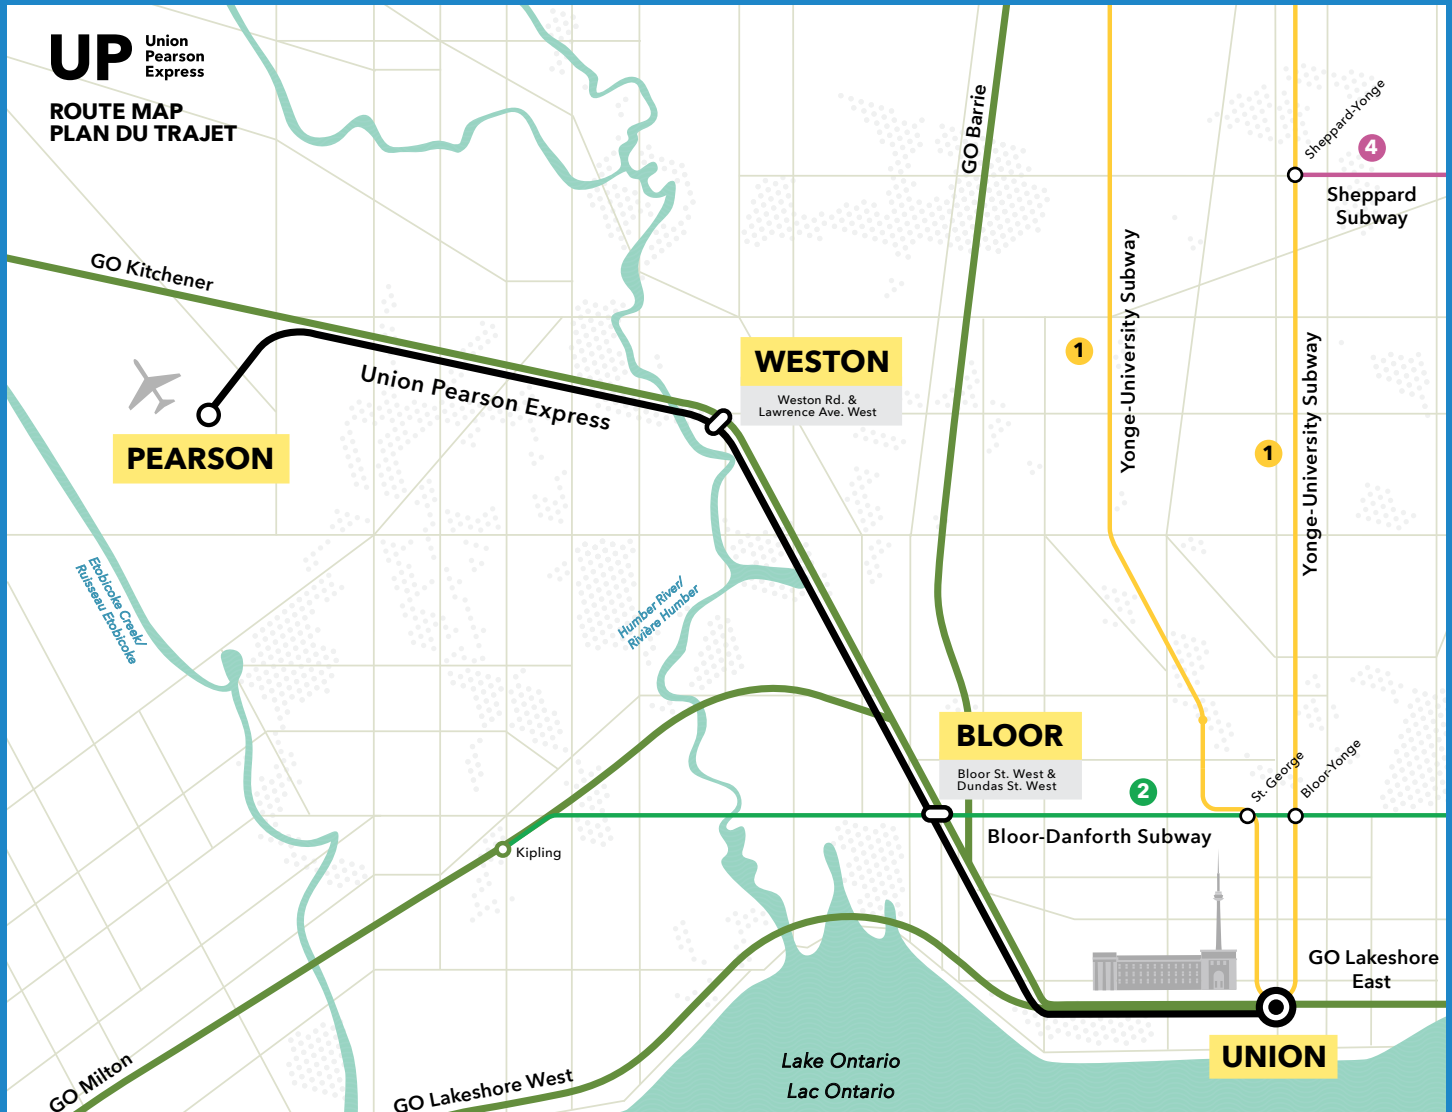 UP
Union
Pearson
Express
ROUTE MAP
PLAN DU TRAJET
GO Barrie
Sheppard-Yonge
4
Sheppard
Subway
GO Kitchener
Yonge-University Subway
1
Yonge-University Subway
1
WESTON
Weston Rd. &
Lawrence Ave. West
Union Pearson Express
PEARSON
Etobicoke Creek/
Ruisseau Etobicoke
Humber River/
Rivière Humber
BLOOR
Bloor St. West &
Dundas St. West
2
St. George
Bloor-Yonge
Bloor-Danforth Subway
Kipling
GO Lakeshore
East
UNION
Lake Ontario
Lac Ontario
GO Milton
GO Lakeshore West